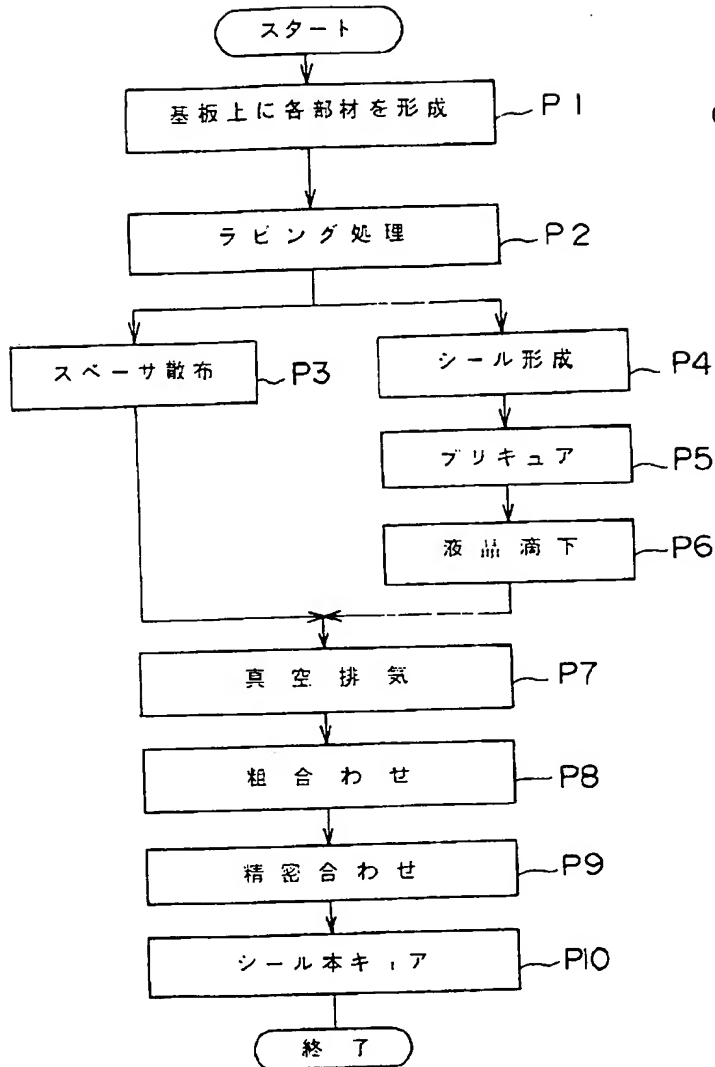 スタート
基板上に各部材を形成 P1
ラビング処理 P2
スペーサ散布 P3
シール形成 P4
プリキュア P5
液晶滴下 P6
真空排気 P7
粗合わせ P8
精密合わせ P9
シール本キュア P10
終了